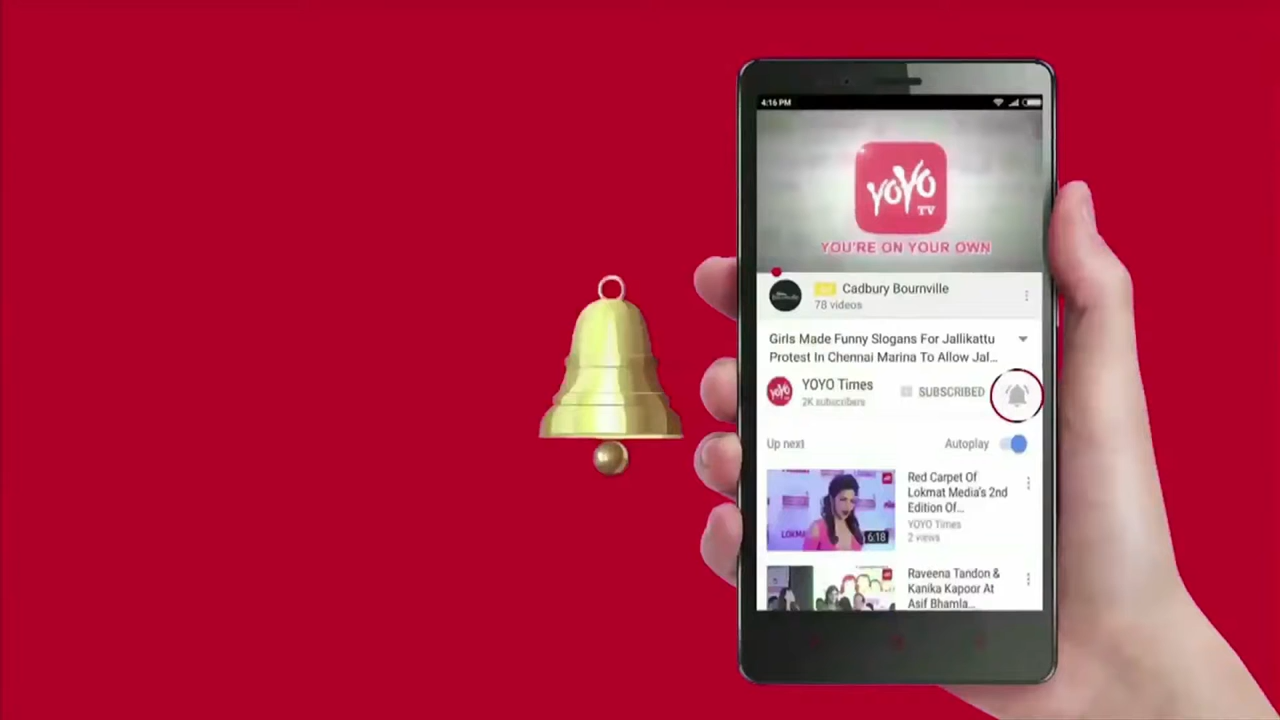 4:16 PM
YOYO
TV
YOU'RE ON YOUR OWN
Cadbury Bournville
78 videos
Girls Made Funny Slogans For Jallikattu
Protest In Chennai Marina To Allow Jal...
YOYO Times
2K subscribers
SUBSCRIBED
Up next
Autoplay
Red Carpet Of
Lokmat Media's 2nd
Edition Of...
YOYO Times
2 views
LOKMA
6:18
Raveena Tandon &
Kanika Kapoor At
Asif Bhamla...